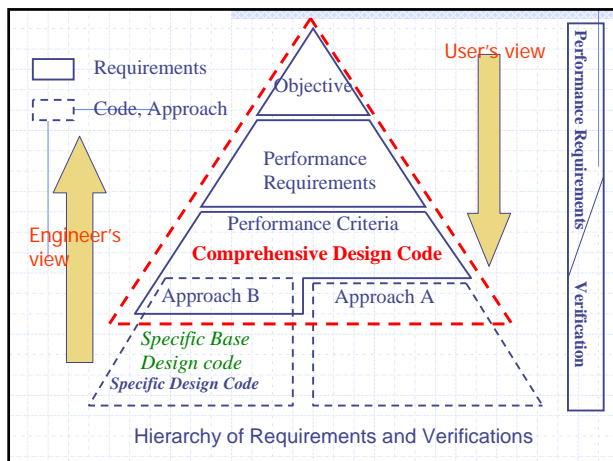 Requirements
Code, Approach
Engineer's
view
User's view
Objective
Performance
Requirements
Performance Criteria
Comprehensive Design Code
Approach B
Approach A
Specific Base
Design code
Specific Design Code
Performance Requirements
Verification
Hierarchy of Requirements and Verifications